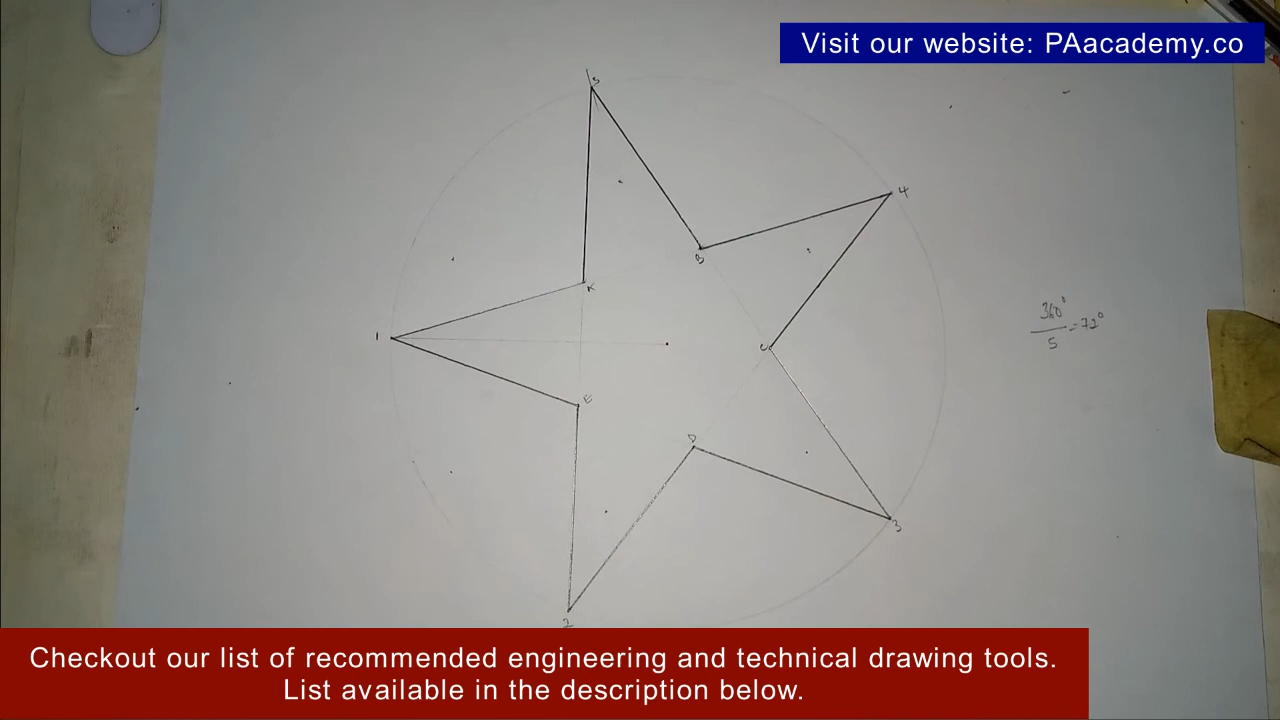 Visit our website: PAacademy.co
5
4
B
K
360°
5
=72°
1
C
E
D
3
2
Checkout our list of recommended engineering and technical drawing tools.
List available in the description below.